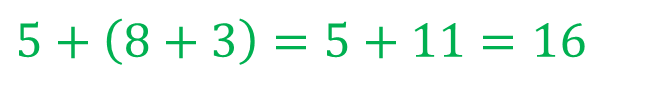 5 + (8 + 3) = 5 + 11 = 16